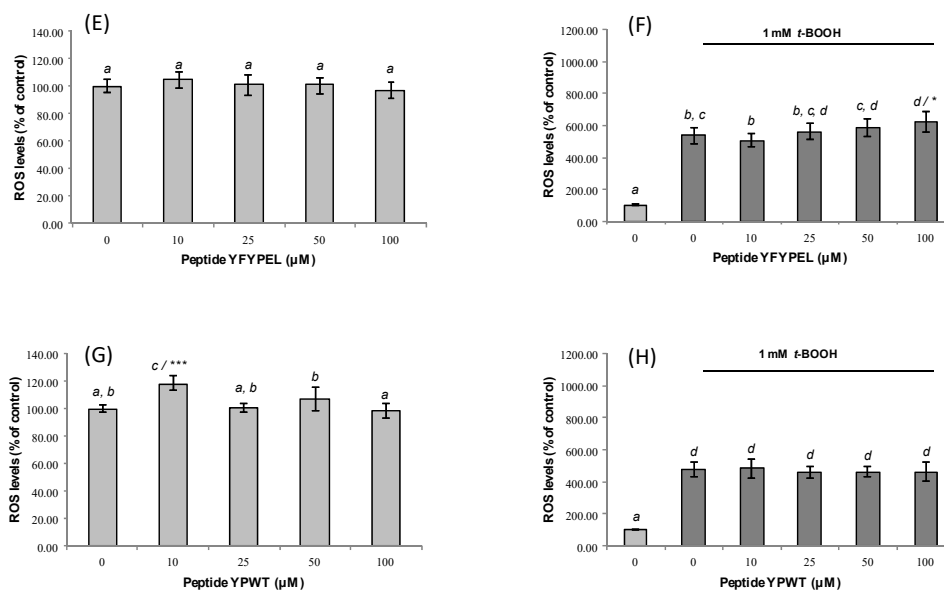 (E)
ROS levels (% of control)
140.00
120.00
100.00
80.00
60.00
40.00
20.00
0.00
a a a a a
0 10 25 50 100
Peptide YFYPEL (µM)
(F)
1 mM t-BOOH
ROS levels (% of control)
1200.00
1000.00
800.00
600.00
400.00
200.00
0.00
a b, c b b, c, d c, d d / *
0 0 10 25 50 100
Peptide YFYPEL (µM)
(G)
ROS levels (% of control)
140.00
120.00
100.00
80.00
60.00
40.00
20.00
0.00
a, b c / *** a, b b a
0 10 25 50 100
Peptide YPWT (µM)
(H)
1 mM t-BOOH
ROS levels (% of control)
1200.00
1000.00
800.00
600.00
400.00
200.00
0.00
a d d d d d
0 0 10 25 50 100
Peptide YPWT (µM)